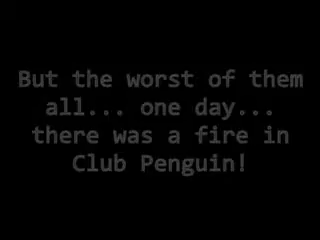 But the worst of them
all... one day...
there was a fire in
Club Penguin!